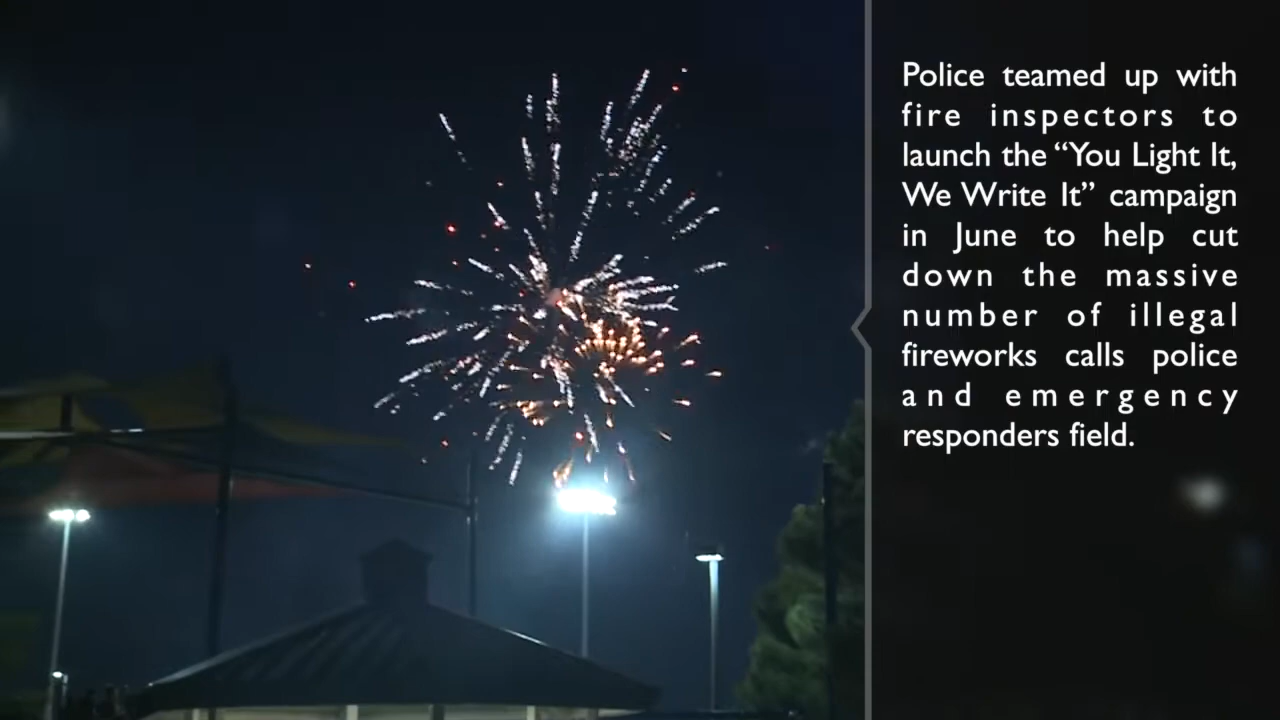 Police teamed up with
fire inspectors to
launch the “You Light It,
We Write It” campaign
in June to help cut
down the massive
number of illegal
fireworks calls police
and emergency
responders field.